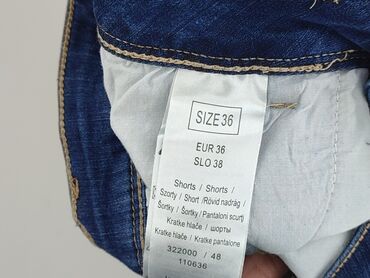 SIZE 36
EUR 36
SLO 38
Shorts / Shorts /
Szorty / Short /Rövid nadrág /
Šortky / Šortky / Pantaloni scurți
Kratke hlače / шорты
Kratke hlače / Kratke pantalone
322000 / 48
110636